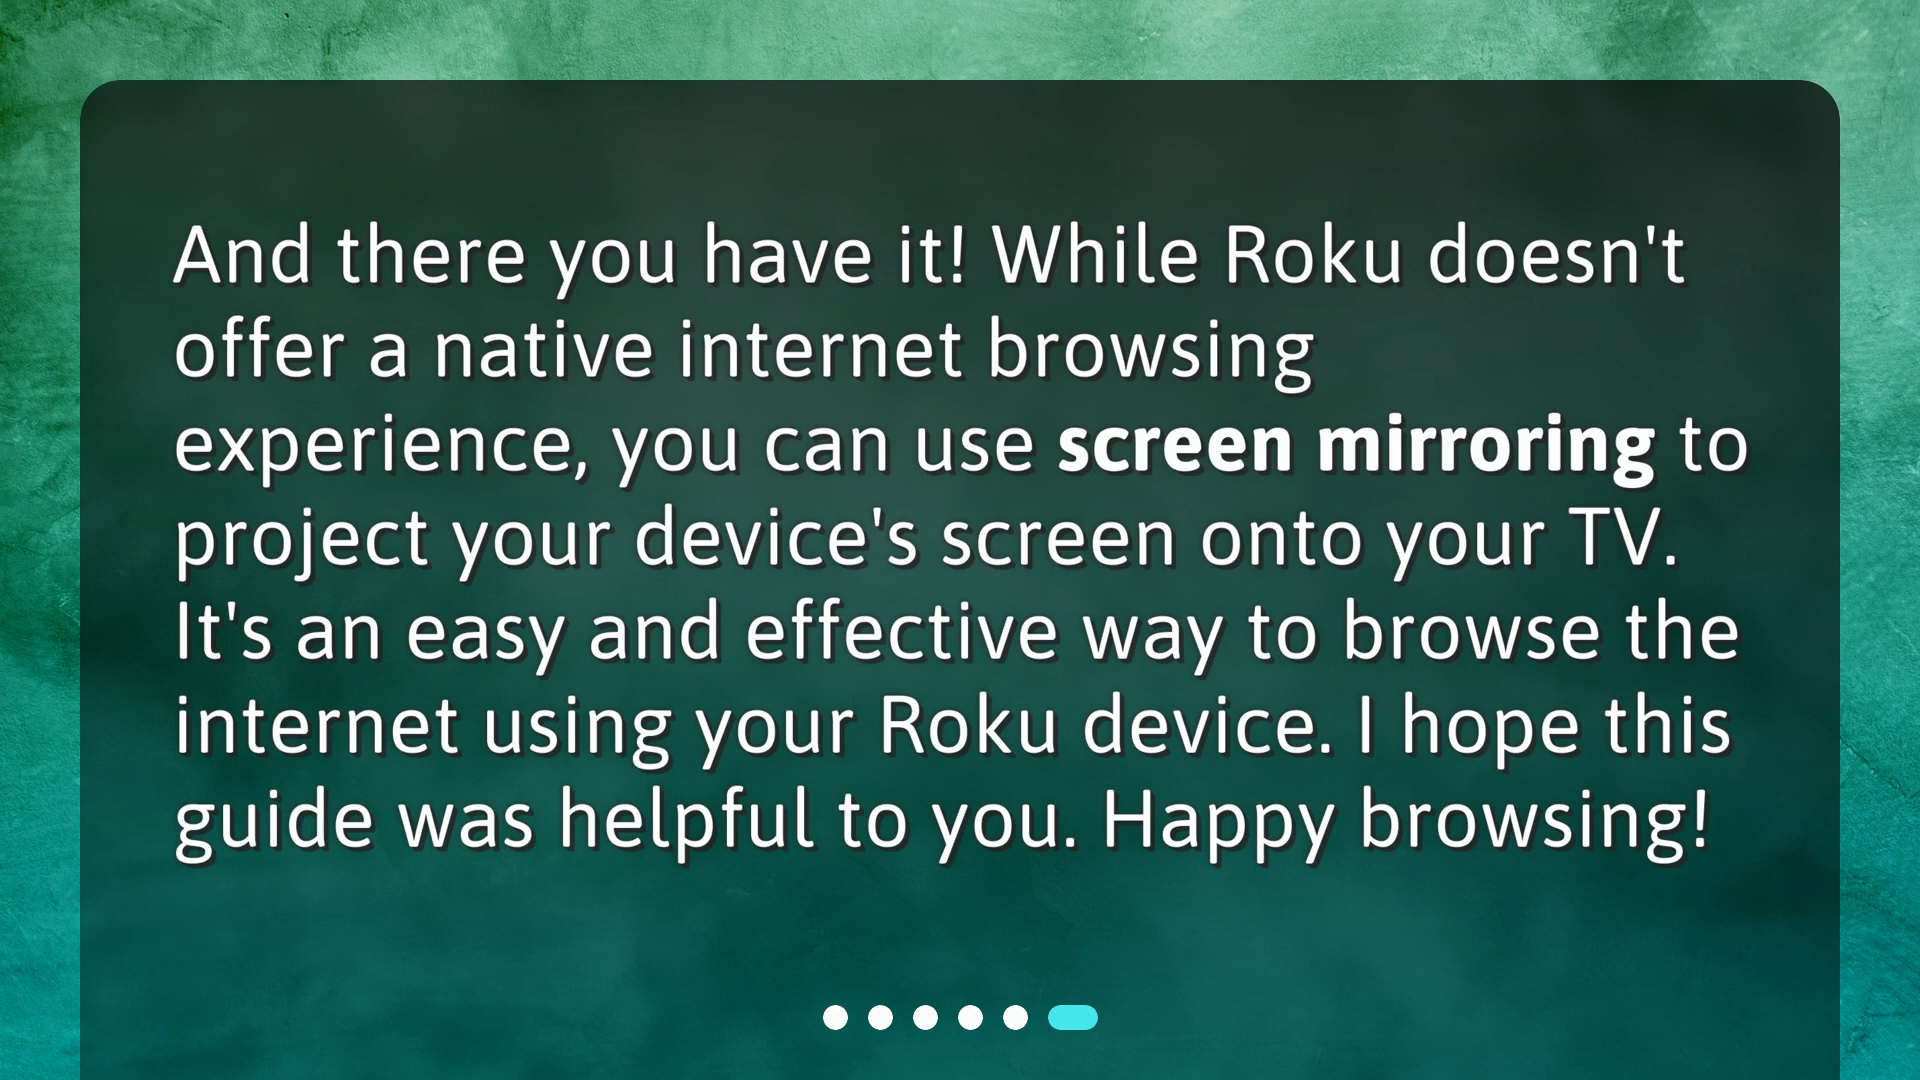 And there you have it! While Roku doesn't
offer a native internet browsing
experience, you can use screen mirroring to
project your device's screen onto your TV.
It's an easy and effective way to browse the
internet using your Roku device. I hope this
guide was helpful to you. Happy browsing!